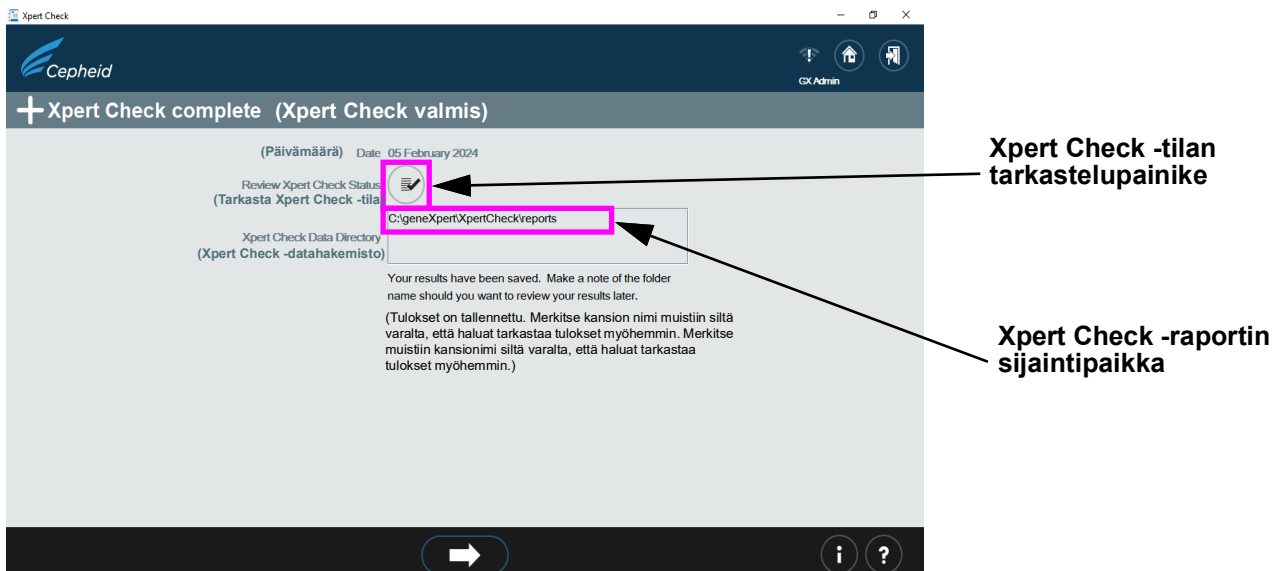 Xpert Check
Cepheid
GX Admin
Xpert Check complete (Xpert Check valmis)
(Päivämäärä) Date 05 February 2024
Review Xpert Check Status
(Tarkasta Xpert Check -tila
C:\geneXpert\XpertCheck\reports
Xpert Check Data Directory
(Xpert Check -datahakemisto)
Your results have been saved. Make a note of the folder
name should you want to review your results later.
(Tulokset on tallennettu. Merkitse kansion nimi muistiin siltä
varalta, että haluat tarkastaa tulokset myöhemmin. Merkitse
muistiin kansionimi siltä varalta, että haluat tarkastaa
tulokset myöhemmin.)
Xpert Check -tilan
tarkastelupainike
Xpert Check -raportin
sijaintipaikka
i ?